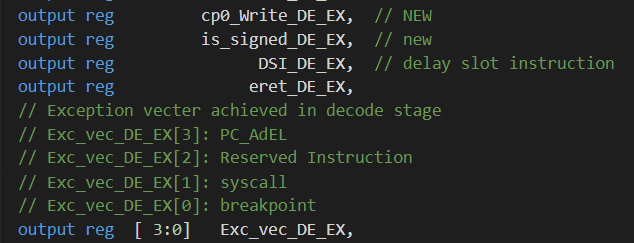 output reg           cp0_Write_DE_EX,  // NEW
output reg           is_signed_DE_EX,  // new
output reg                 DSI_DE_EX,  // delay slot instruction
output reg                eret_DE_EX,
// Exception vecter achieved in decode stage
// Exc_vec_DE_EX[3]: PC_AdEL
// Exc_vec_DE_EX[2]: Reserved Instruction
// Exc_vec_DE_EX[1]: syscall
// Exc_vec_DE_EX[0]: breakpoint
output reg  [ 3:0]   Exc_vec_DE_EX,